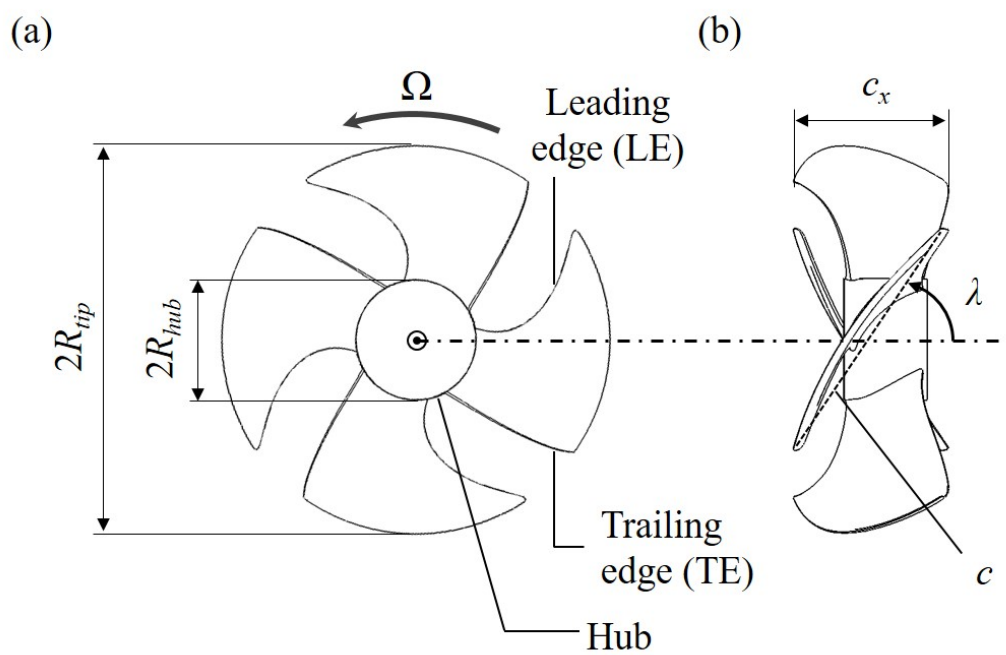 (a)
(b)
Ω
Leading
edge (LE)
c_x
2R_tip
2R_hub
λ
Trailing
edge (TE)
c
Hub